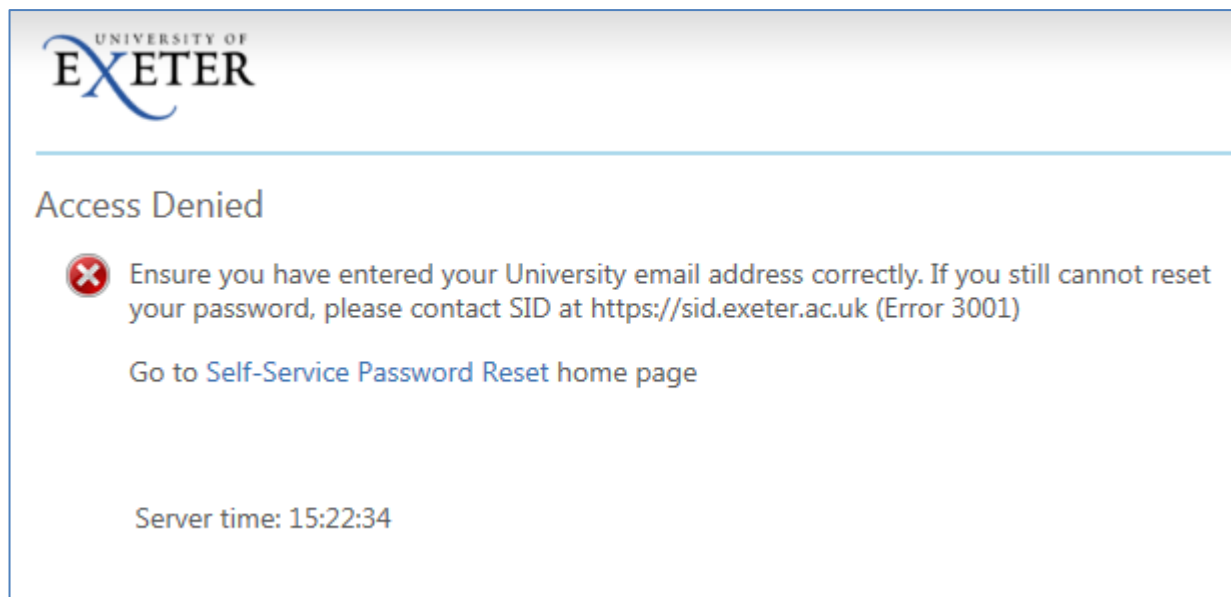 UNIVERSITY OF
EXETER
Access Denied
Ensure you have entered your University email address correctly. If you still cannot reset
your password, please contact SID at https://sid.exeter.ac.uk (Error 3001)
Go to Self-Service Password Reset home page
Server time: 15:22:34